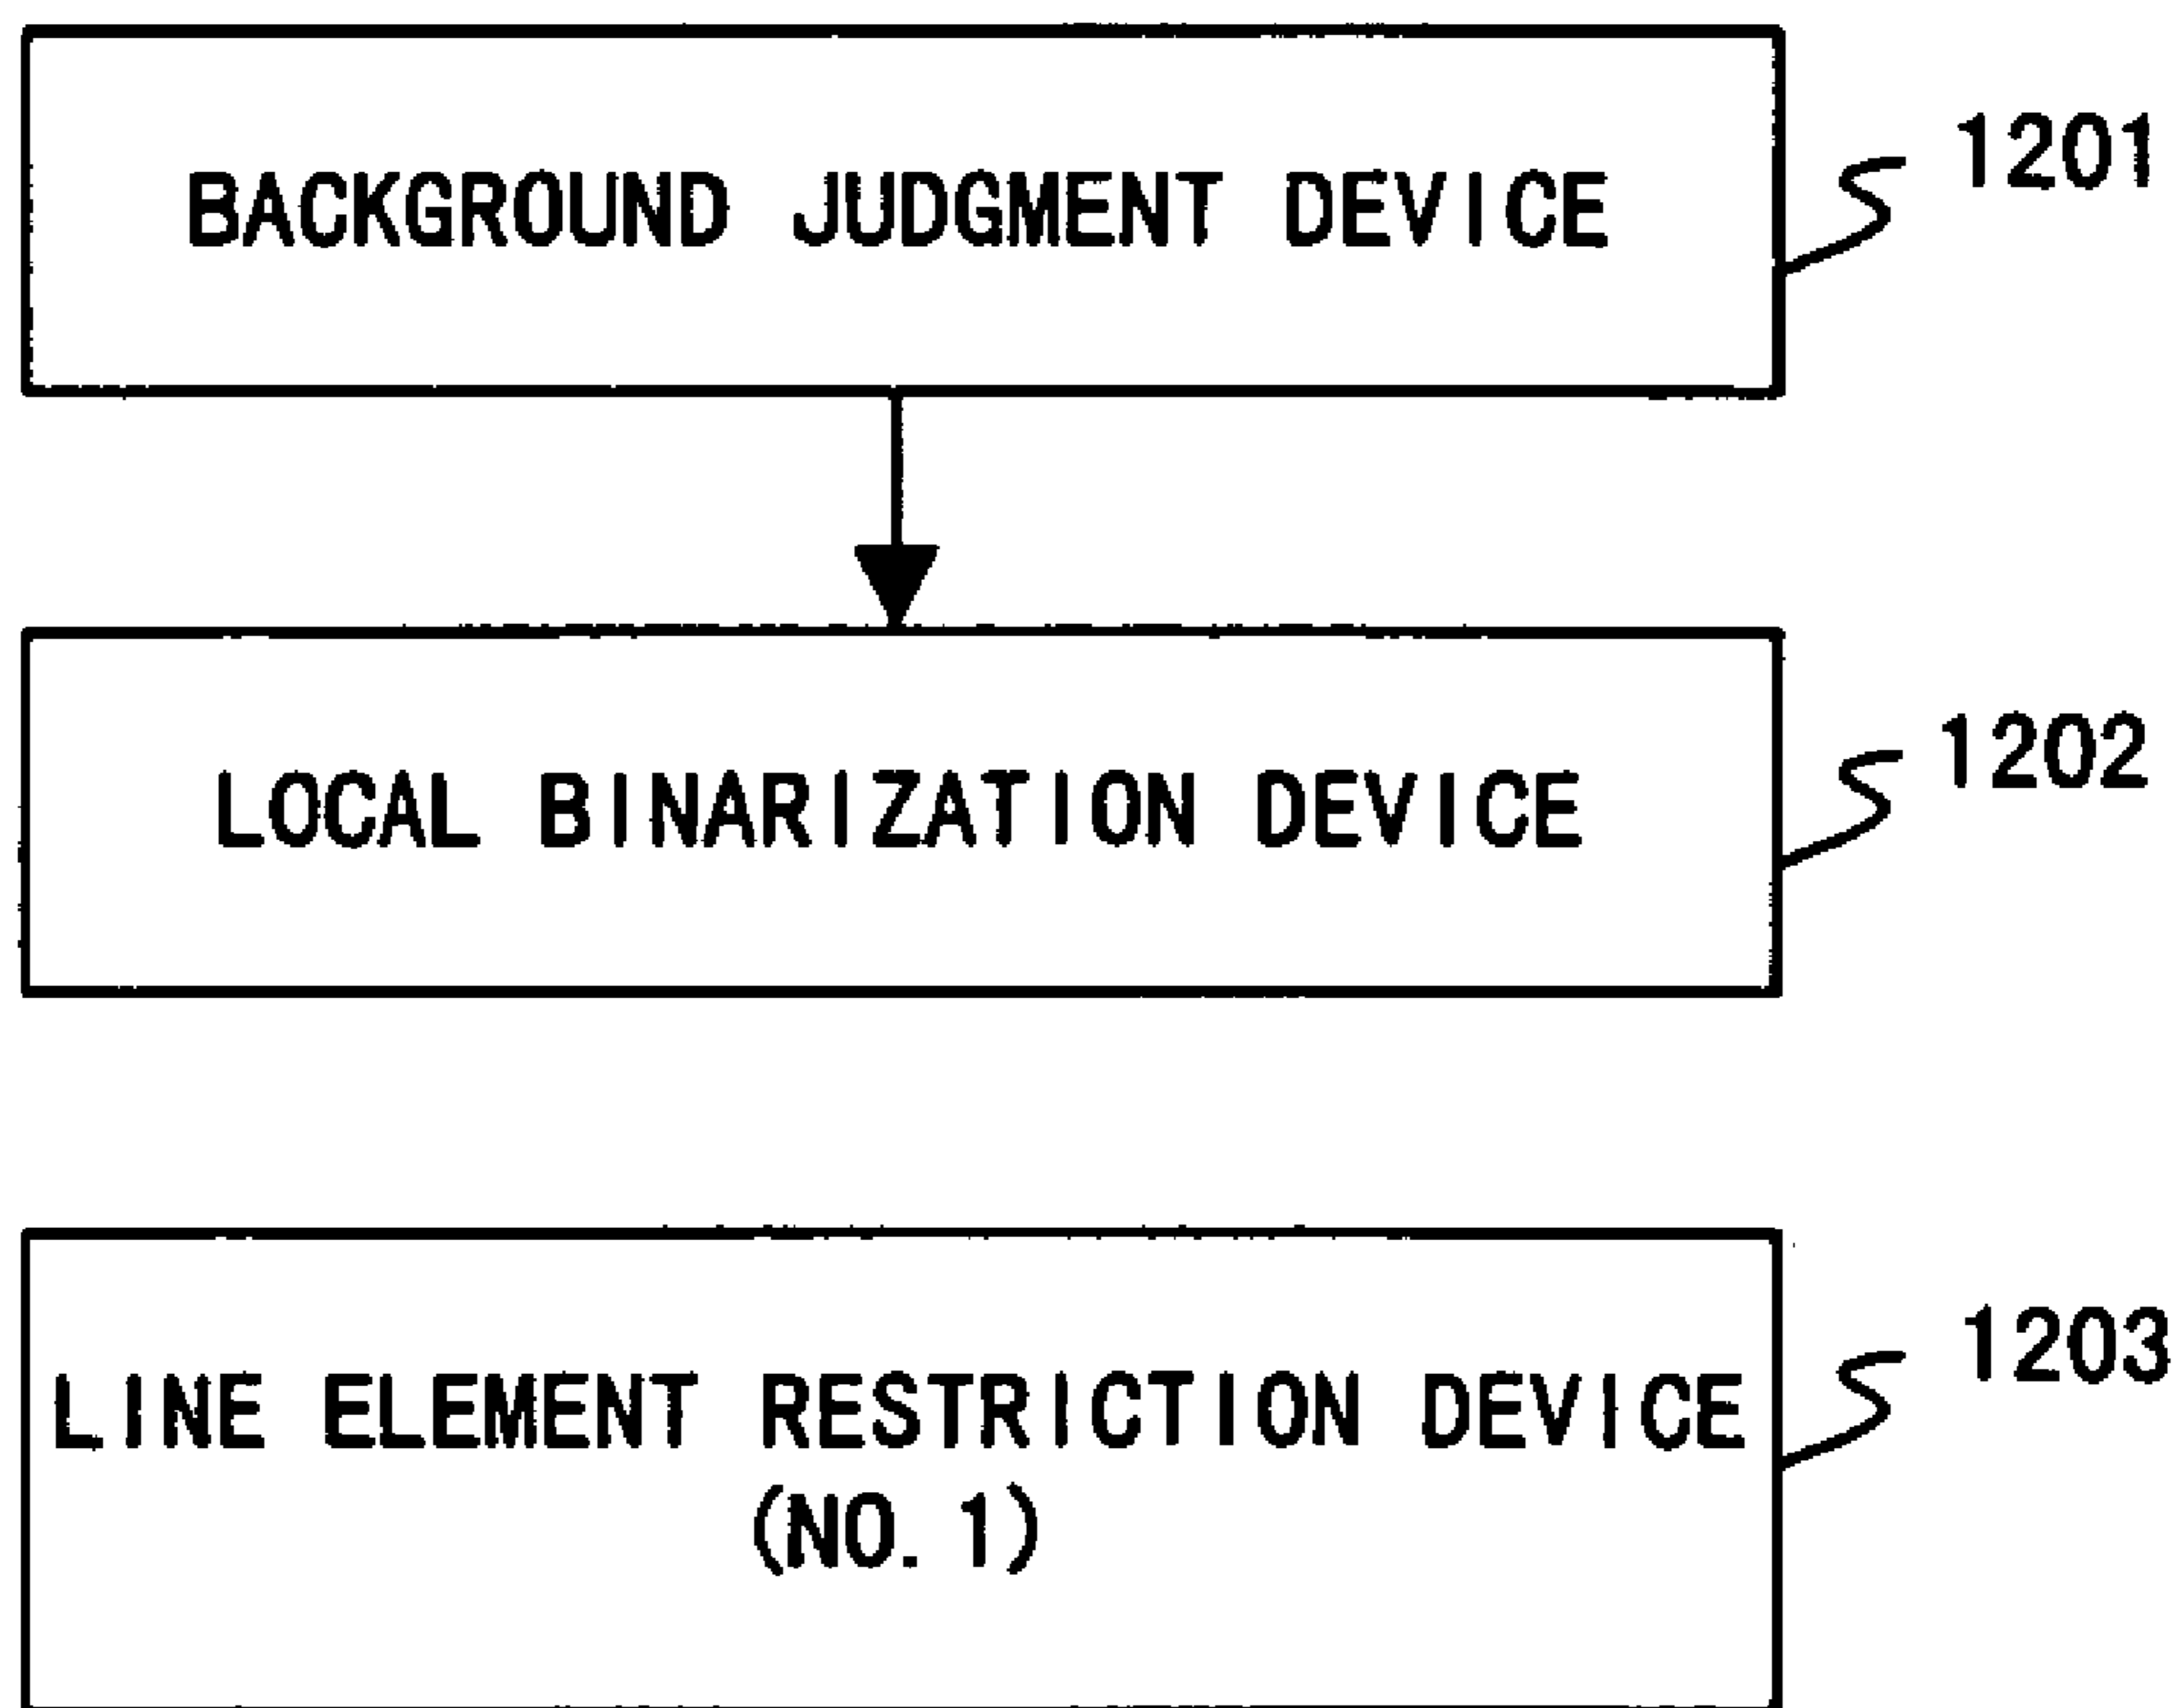 BACKGROUND JUDGMENT DEVICE
1201
LOCAL BINARIZATION DEVICE
1202
LINE ELEMENT RESTRICTION DEVICE
(NO. 1)
1203